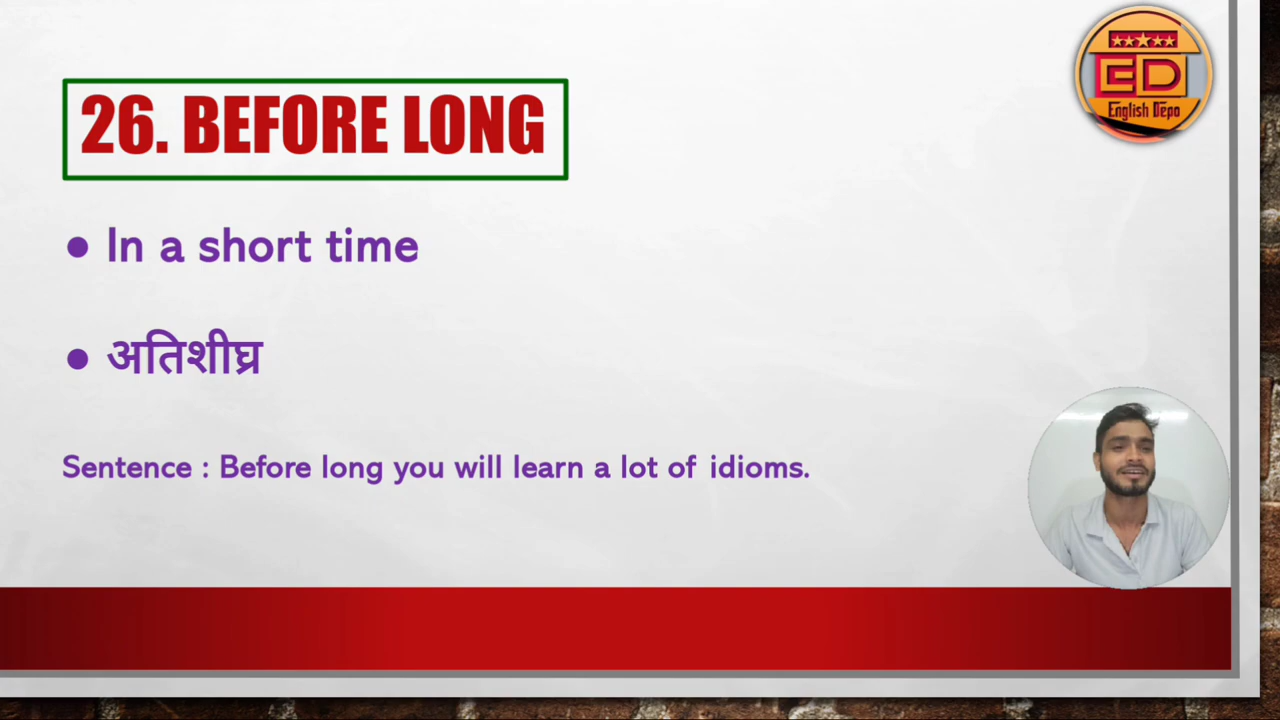 26. BEFORE LONG
ED
English Depo
● In a short time
● अतिशीघ्र
Sentence : Before long you will learn a lot of idioms.